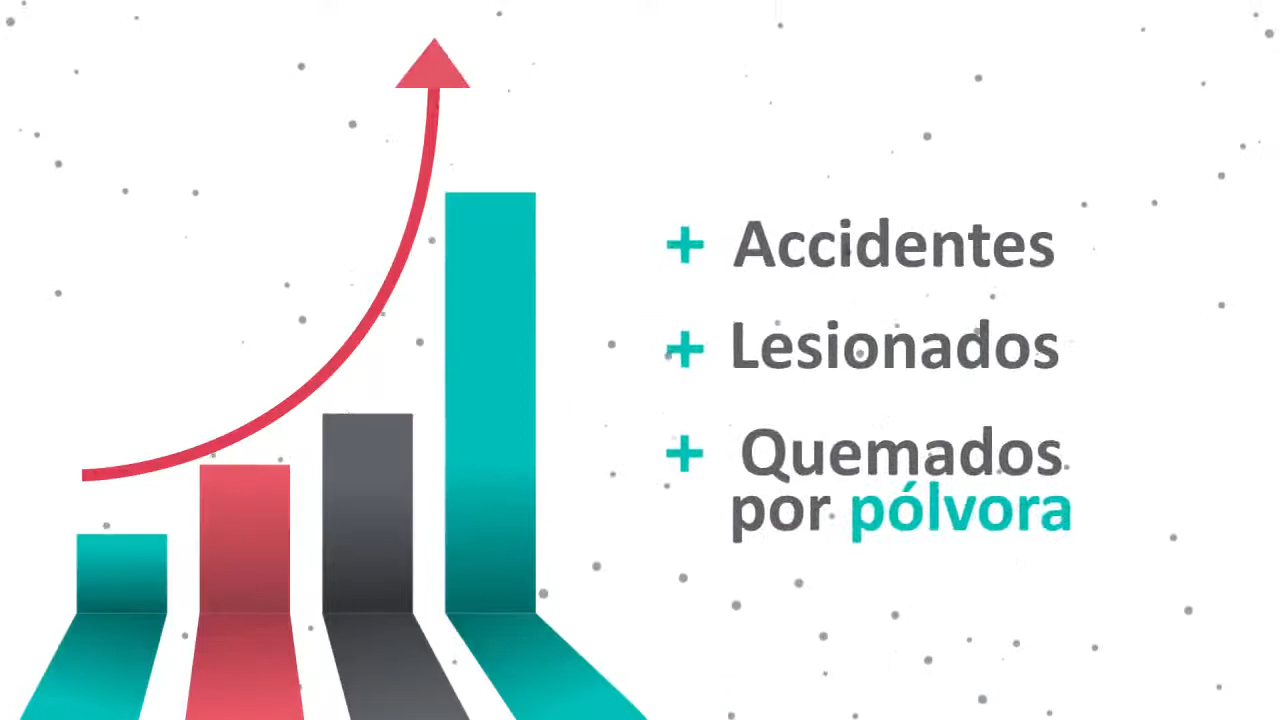 + Accidentes
+ Lesionados
+ Quemados
por pólvora